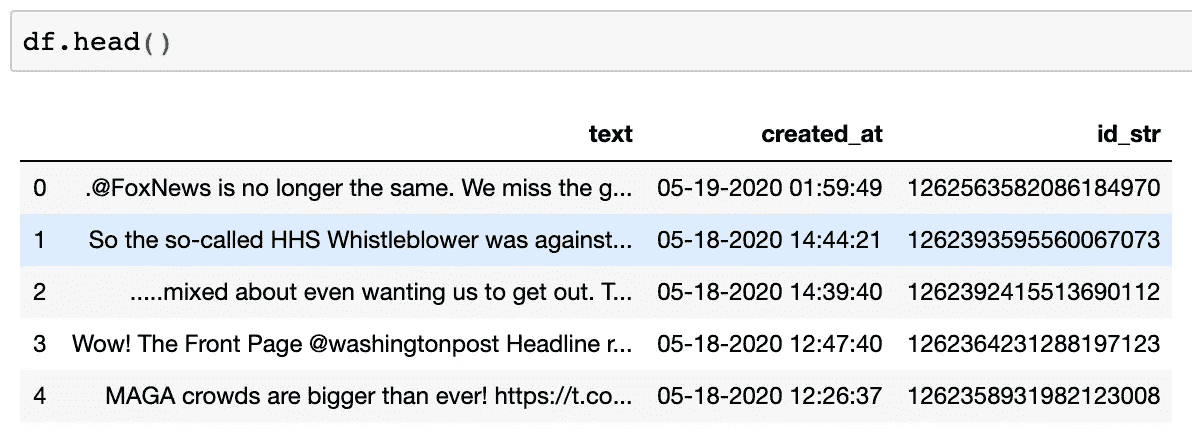 df.head()
text created_at id_str
0 .@FoxNews is no longer the same. We miss the g... 05-19-2020 01:59:49 1262563582086184970
1 So the so-called HHS Whistleblower was against... 05-18-2020 14:44:21 1262393595560067073
2 .....mixed about even wanting us to get out. T... 05-18-2020 14:39:40 1262392415513690112
3 Wow! The Front Page @washingtonpost Headline r... 05-18-2020 12:47:40 1262364231288197123
4 MAGA crowds are bigger than ever! https://t.co... 05-18-2020 12:26:37 1262358931982123008